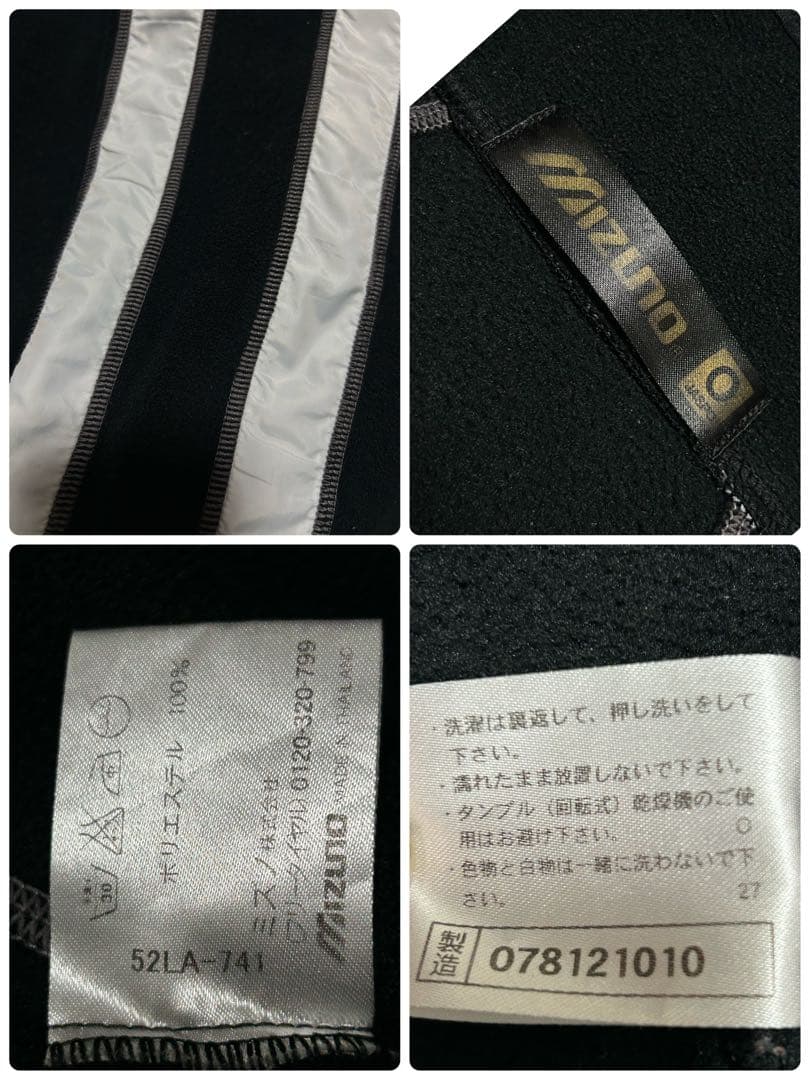 MIZUNO
O
JAPAN
ポリエステル 100%
ミズノ株式会社
(フリーダイヤル) 0120-320-799
MIZUNO MADE IN THAILAND
52LA-741
30
・洗濯は裏返して、押し洗いをして
下さい。
・濡れたまま放置しないで下さい。
・タンブル（回転式）乾燥機のご使
用はお避け下さい。 O
・色物と白物は一緒に洗わないで下
さい。 27
製造 078121010